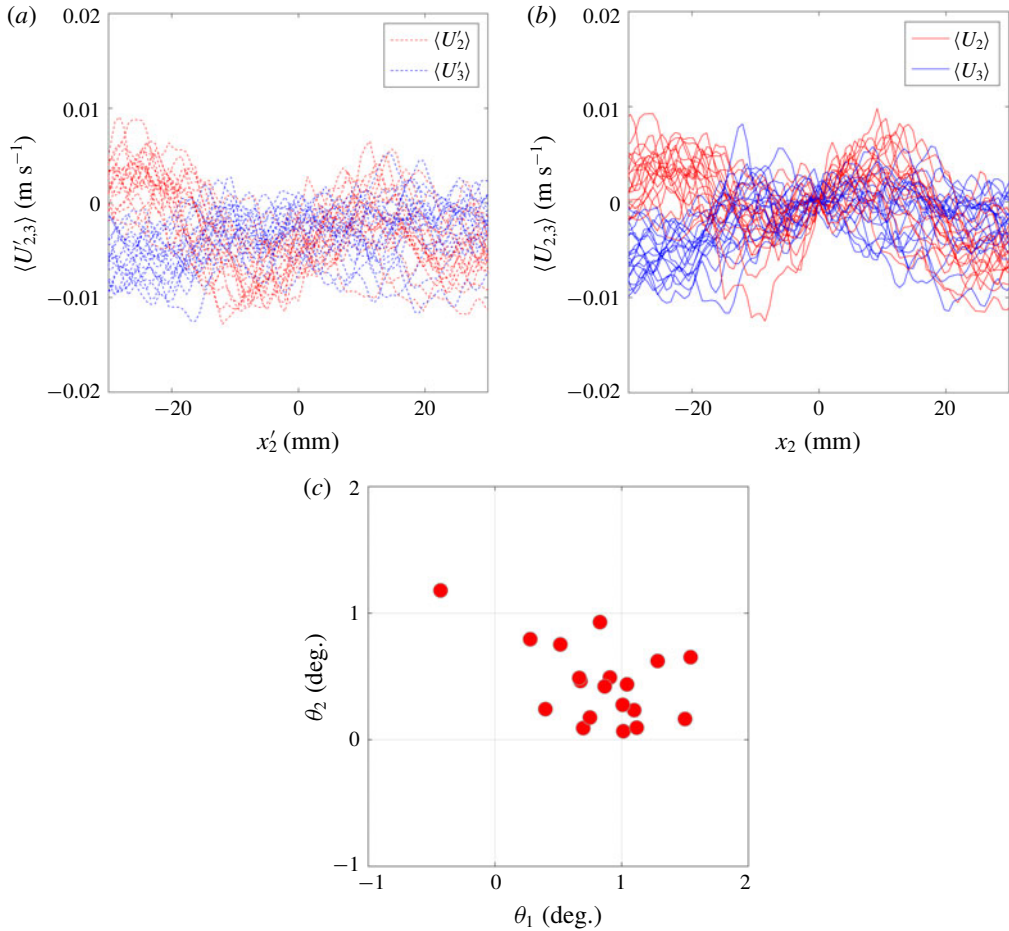 (a)
0.02
0.01
0
−0.01
−0.02
⟨U′2,3⟩ (m s−1)
⟨U′2⟩
⟨U′3⟩
−20
0
20
x′2 (mm)
(b)
0.02
0.01
0
−0.01
−0.02
⟨U2,3⟩ (m s−1)
⟨U2⟩
⟨U3⟩
−20
0
20
x2 (mm)
(c)
2
1
0
−1
θ2 (deg.)
−1
0
1
2
θ1 (deg.)